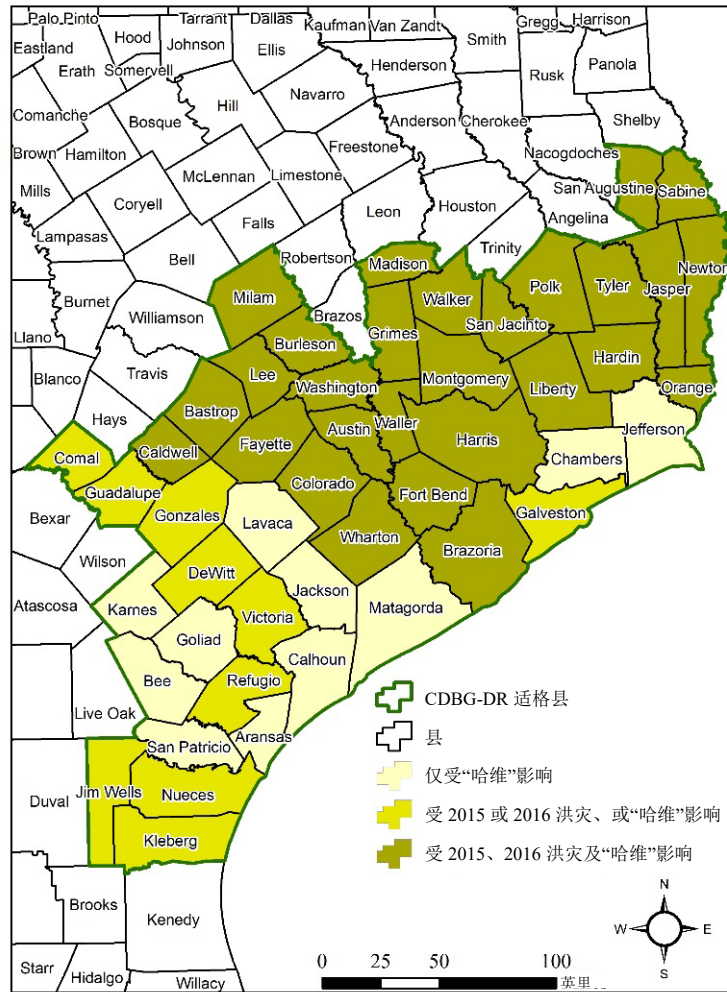 Palo Pinto
Tarrant
Dallas
Kaufman
Van Zandt
Gregg
Harrison
Hood
Johnson
Ellis
Smith
Eastland
Erath
Somervell
Henderson
Rusk
Panola
Hill
Navarro
Comanche
Bosque
Anderson
Cherokee
Shelby
Freestone
Nacogdoches
Brown
Hamilton
McLennan
Limestone
San Augustine
Sabine
Mills
Coryell
Leon
Houston
Angelina
Falls
Lampasas
Bell
Robertson
Trinity
Madison
Newton
Burnet
Milam
Walker
Polk
Tyler
Jasper
Williamson
Brazos
San Jacinto
Llano
Burleson
Grimes
Hardin
Blanco
Travis
Lee
Washington
Montgomery
Liberty
Orange
Hays
Bastrop
Austin
Waller
Jefferson
Comal
Caldwell
Fayette
Harris
Chambers
Guadalupe
Colorado
Fort Bend
Bexar
Gonzales
Lavaca
Galveston
Wharton
Brazoria
Wilson
DeWitt
Jackson
Atascosa
Karnes
Victoria
Matagorda
Goliad
Calhoun
Bee
Refugio
Live Oak
Aransas
San Patricio
Duval
Jim Wells
Nueces
Kleberg
Brooks
Kenedy
Starr
Hidalgo
Willacy
CDBG-DR 适格县
县
仅受“哈维”影响
受 2015 或 2016 洪灾、或“哈维”影响
受 2015、2016 洪灾及“哈维”影响
N
W
E
S
0 25 50 100
英里